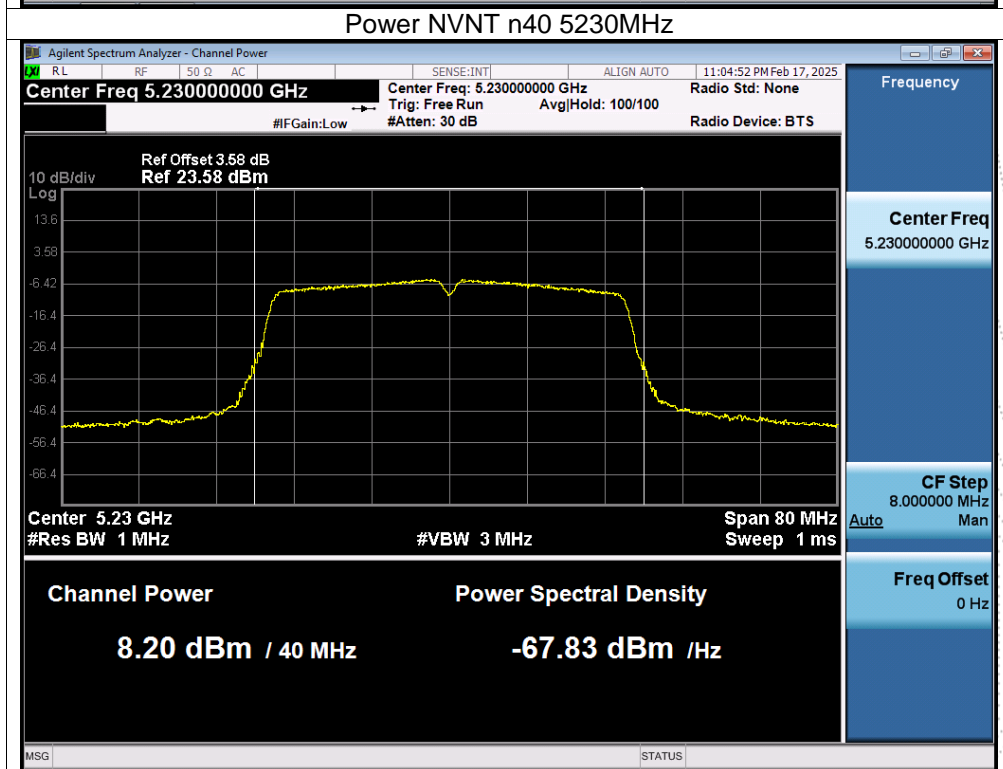 Power NVNT n40 5230MHz
Agilent Spectrum Analyzer - Channel Power
LXI RL RF 50 Ω AC SENSE:INT ALIGN AUTO 11:04:52 PM Feb 17, 2025
Center Freq 5.230000000 GHz
#IFGain:Low
Center Freq: 5.230000000 GHz
Trig: Free Run Avg|Hold: 100/100
#Atten: 30 dB
Radio Std: None
Radio Device: BTS
Ref Offset 3.58 dB
10 dB/div Ref 23.58 dBm
Log
13.6
3.58
-6.42
-16.4
-26.4
-36.4
-46.4
-56.4
-66.4
Center 5.23 GHz Span 80 MHz
#Res BW 1 MHz #VBW 3 MHz Sweep 1 ms
Channel Power Power Spectral Density
8.20 dBm / 40 MHz -67.83 dBm /Hz
MSG STATUS
Frequency
Center Freq
5.230000000 GHz
CF Step
8.000000 MHz
Auto Man
Freq Offset
0 Hz